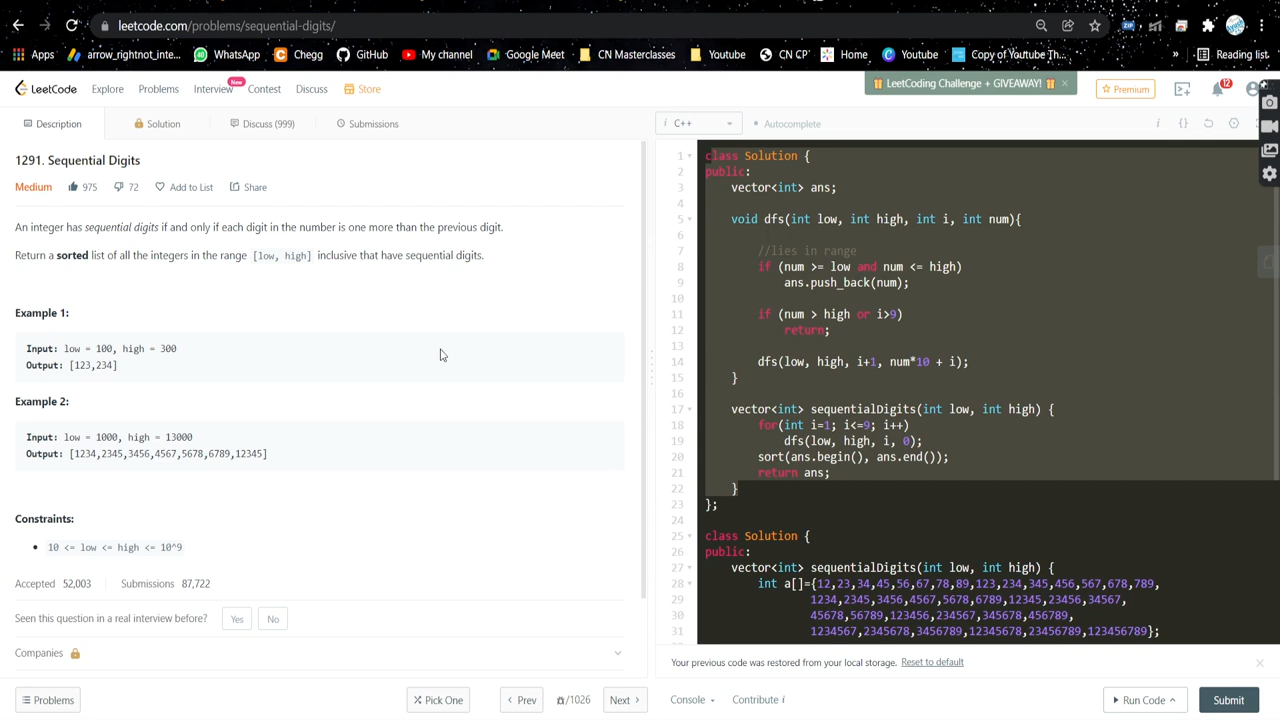 leetcode.com/problems/sequential-digits/
Apps arrow_rightnot_inte... WhatsApp Chegg GitHub My channel Google Meet CN Masterclasses Youtube CN CP Home Youtube Copy of Youtube Th... » Reading list
LeetCode Explore Problems Interview New Contest Discuss Store LeetCoding Challenge + GIVEAWAY! × Premium 12
Description Solution Discuss (999) Submissions C++ Autocomplete i {}
1291. Sequential Digits
Medium 975 72 Add to List Share
An integer has sequential digits if and only if each digit in the number is one more than the previous digit.
Return a sorted list of all the integers in the range [low, high] inclusive that have sequential digits.
Example 1:
Input: low = 100, high = 300
Output: [123,234]
Example 2:
Input: low = 1000, high = 13000
Output: [1234,2345,3456,4567,5678,6789,12345]
Constraints:
10 <= low <= high <= 10^9
Accepted 52,003 Submissions 87,722
Seen this question in a real interview before? Yes No
Companies
Problems Pick One Prev /1026 Next
1 class Solution {
2 public:
3 vector<int> ans;
4
5 void dfs(int low, int high, int i, int num){
6
7 //lies in range
8 if (num >= low and num <= high)
9 ans.push_back(num);
10
11 if (num > high or i>9)
12 return;
13
14 dfs(low, high, i+1, num*10 + i);
15 }
16
17 vector<int> sequentialDigits(int low, int high) {
18 for(int i=1; i<=9; i++)
19 dfs(low, high, i, 0);
20 sort(ans.begin(), ans.end());
21 return ans;
22 }
23 };
24
25 class Solution {
26 public:
27 vector<int> sequentialDigits(int low, int high) {
28 int a[]={12,23,34,45,56,67,78,89,123,234,345,456,567,678,789,
29 1234,2345,3456,4567,5678,6789,12345,23456,34567,
30 45678,56789,123456,234567,345678,456789,
31 1234567,2345678,3456789,12345678,23456789,123456789};
Your previous code was restored from your local storage. Reset to default ×
Console Contribute i Run Code Submit